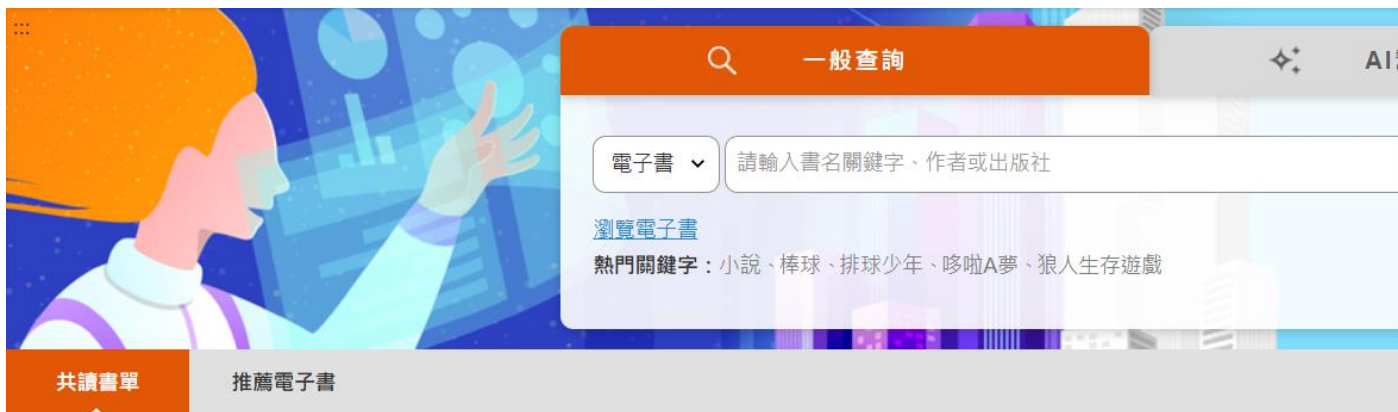 :::
一般查詢
AI
電子書
請輸入書名關鍵字、作者或出版社
瀏覽電子書
熱門關鍵字：小說、棒球、排球少年、哆啦A夢、狼人生存遊戲
共讀書單
推薦電子書